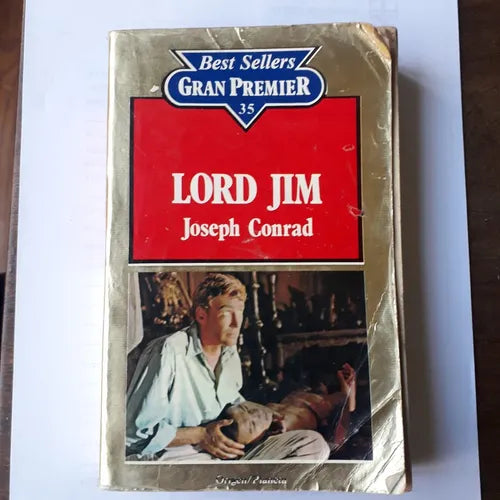 Best Sellers
GRAN PREMIER
35
LORD JIM
Joseph Conrad